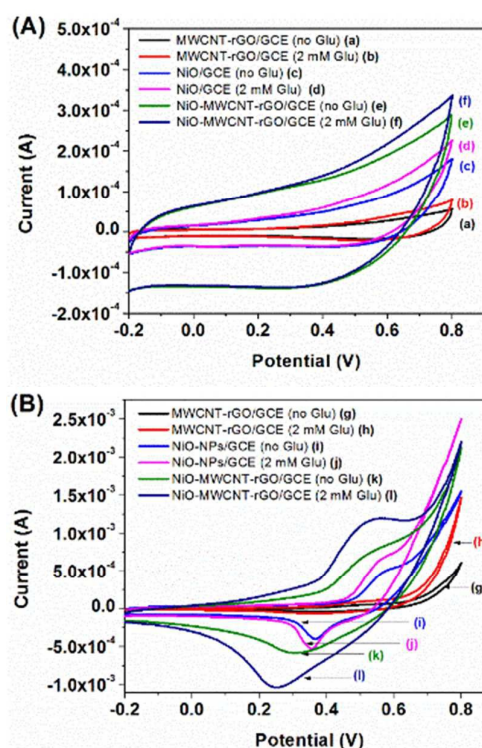 (A)
MWCNT-rGO/GCE (no Glu) (a)
MWCNT-rGO/GCE (2 mM Glu) (b)
NiO/GCE (no Glu) (c)
NiO/GCE (2 mM Glu) (d)
NiO-MWCNT-rGO/GCE (no Glu) (e)
NiO-MWCNT-rGO/GCE (2 mM Glu) (f)
5.0x10⁻⁴
4.0x10⁻⁴
3.0x10⁻⁴
2.0x10⁻⁴
1.0x10⁻⁴
0.0
-1.0x10⁻⁴
-2.0x10⁻⁴
Current (A)
(f)
(e)
(d)
(c)
(b)
(a)
-0.2 0.0 0.2 0.4 0.6 0.8
Potential (V)
(B)
MWCNT-rGO/GCE (no Glu) (g)
MWCNT-rGO/GCE (2 mM Glu) (h)
NiO-NPs/GCE (no Glu) (i)
NiO-NPs/GCE (2 mM Glu) (j)
NiO-MWCNT-rGO/GCE (no Glu) (k)
NiO-MWCNT-rGO/GCE (2 mM Glu) (l)
2.5x10⁻³
2.0x10⁻³
1.5x10⁻³
1.0x10⁻³
5.0x10⁻⁴
0.0
-5.0x10⁻⁴
-1.0x10⁻³
Current (A)
(h
(g
(i)
(j)
(k)
(l)
-0.2 0.0 0.2 0.4 0.6 0.8
Potential (V)